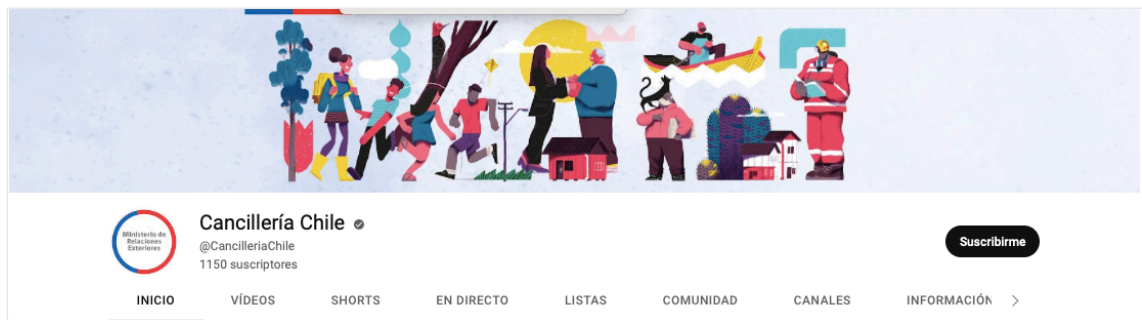 Cancillería Chile
Ministerio de
Relaciones
Exteriores
@CancilleriaChile
1150 suscriptores
Suscribirme
INICIO VÍDEOS SHORTS EN DIRECTO LISTAS COMUNIDAD CANALES INFORMACIÓN